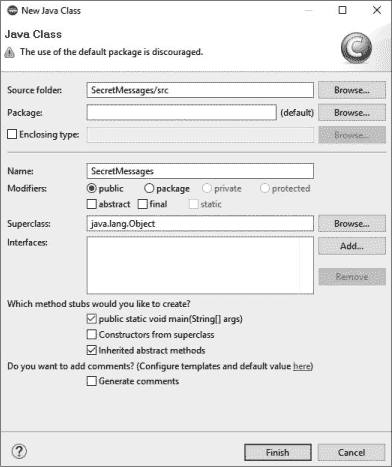 New Java Class
Java Class
The use of the default package is discouraged.
Source folder: SecretMessages/src Browse...
Package: (default) Browse...
Enclosing type: Browse...
Name: SecretMessages
Modifiers: public package private protected
abstract final static
Superclass: java.lang.Object Browse...
Interfaces: Add...
Remove
Which method stubs would you like to create?
public static void main(String[] args)
Constructors from superclass
Inherited abstract methods
Do you want to add comments? (Configure templates and default value here)
Generate comments
? Finish Cancel